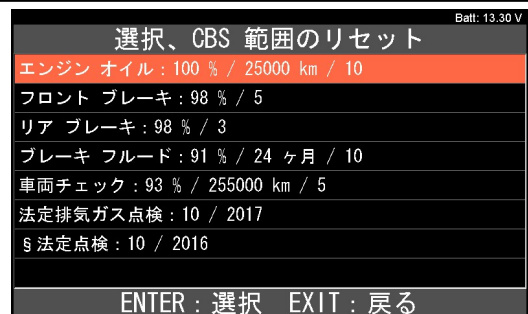 Batt: 13.30 V
選択、CBS 範囲のリセット
エンジン オイル：100 % / 25000 km / 10
フロント ブレーキ：98 % / 5
リア ブレーキ：98 % / 3
ブレーキ フルード：91 % / 24 ヶ月 / 10
車両チェック：93 % / 255000 km / 5
法定排気ガス点検：10 / 2017
§法定点検：10 / 2016
ENTER：選択 EXIT：戻る